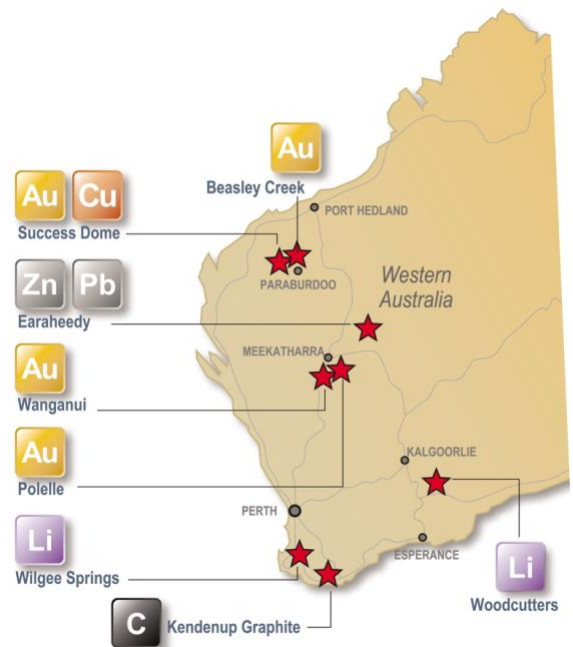 Au
Beasley Creek
Au Cu
Success Dome
PORT HEDLAND
PARABURDOO
Western
Australia
Zn Pb
Earaheedy
MEEKATHARRA
Au
Wanganui
Au
Polelle
KALGOORLIE
PERTH
ESPERANCE
Li
Wilgee Springs
Li
Woodcutters
C
Kendenup Graphite